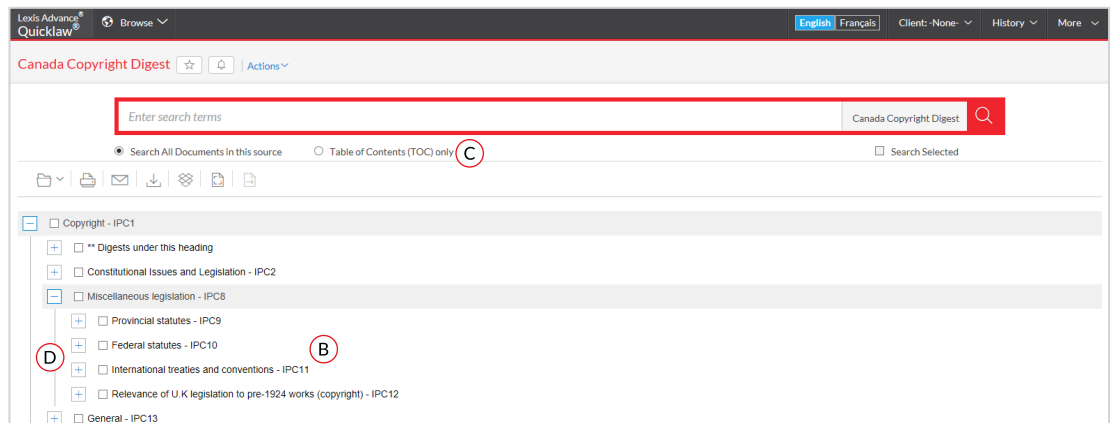 Lexis Advance®
Quicklaw®
Browse
English Français Client: -None- History More
Canada Copyright Digest Actions
Enter search terms Canada Copyright Digest
Search All Documents in this source Table of Contents (TOC) only C Search Selected
Copyright - IPC1
** Digests under this heading
Constitutional Issues and Legislation - IPC2
Miscellaneous legislation - IPC8
Provincial statutes - IPC9
Federal statutes - IPC10
B
D
International treaties and conventions - IPC11
Relevance of U.K legislation to pre-1924 works (copyright) - IPC12
General - IPC13